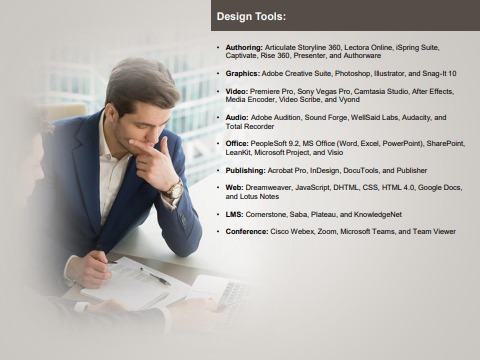 Design Tools:
• Authoring: Articulate Storyline 360, Lectora Online, iSpring Suite,
Captivate, Rise 360, Presenter, and Authorware
• Graphics: Adobe Creative Suite, Photoshop, Illustrator, and Snag-It 10
• Video: Premiere Pro, Sony Vegas Pro, Camtasia Studio, After Effects,
Media Encoder, Video Scribe, and Vyond
• Audio: Adobe Audition, Sound Forge, WellSaid Labs, Audacity, and
Total Recorder
• Office: PeopleSoft 9.2, MS Office (Word, Excel, PowerPoint), SharePoint,
LeanKit, Microsoft Project, and Visio
• Publishing: Acrobat Pro, InDesign, DocuTools, and Publisher
• Web: Dreamweaver, JavaScript, DHTML, CSS, HTML 4.0, Google Docs,
and Lotus Notes
• LMS: Cornerstone, Saba, Plateau, and KnowledgeNet
• Conference: Cisco Webex, Zoom, Microsoft Teams, and Team Viewer